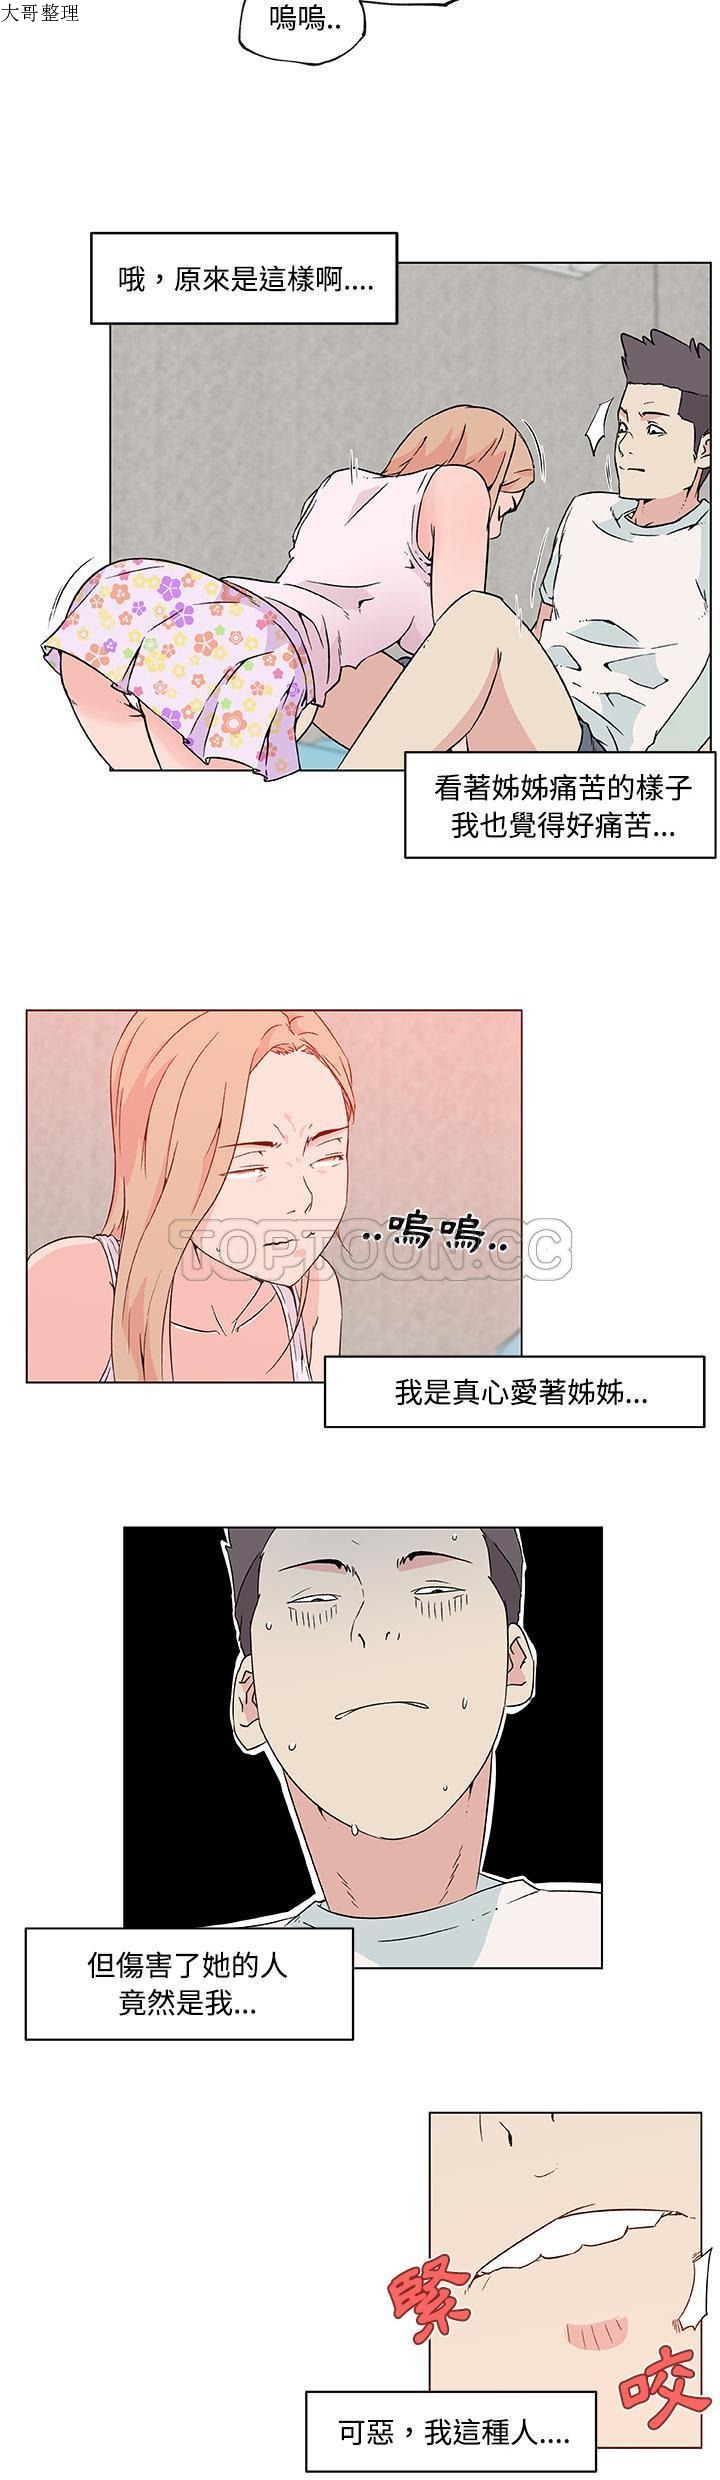 大哥整理
嗚嗚..
哦，原來是這樣啊....
看著姊姊痛苦的樣子
我也覺得好痛苦...
..嗚嗚..
TOPTOON.CC
我是真心愛著姊姊...
但傷害了她的人
竟然是我...
緊
咬
可惡，我這種人....